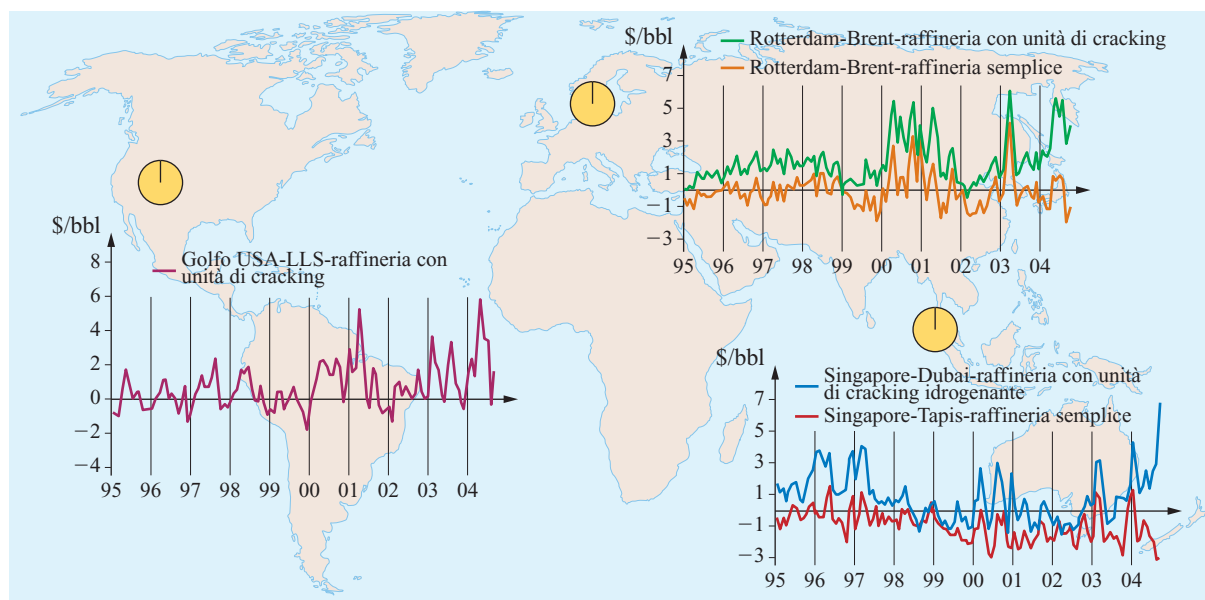 $/bbl
Rotterdam-Brent-raffineria con unità di cracking
Rotterdam-Brent-raffineria semplice
7
5
3
1
−1
−3
95 96 97 98 99 00 01 02 03 04
$/bbl
Golfo USA-LLS-raffineria con
unità di cracking
8
6
4
2
0
−2
−4
95 96 97 98 99 00 01 02 03 04
$/bbl
Singapore-Dubai-raffineria con unità
di cracking idrogenante
Singapore-Tapis-raffineria semplice
7
5
3
1
−1
−3
95 96 97 98 99 00 01 02 03 04